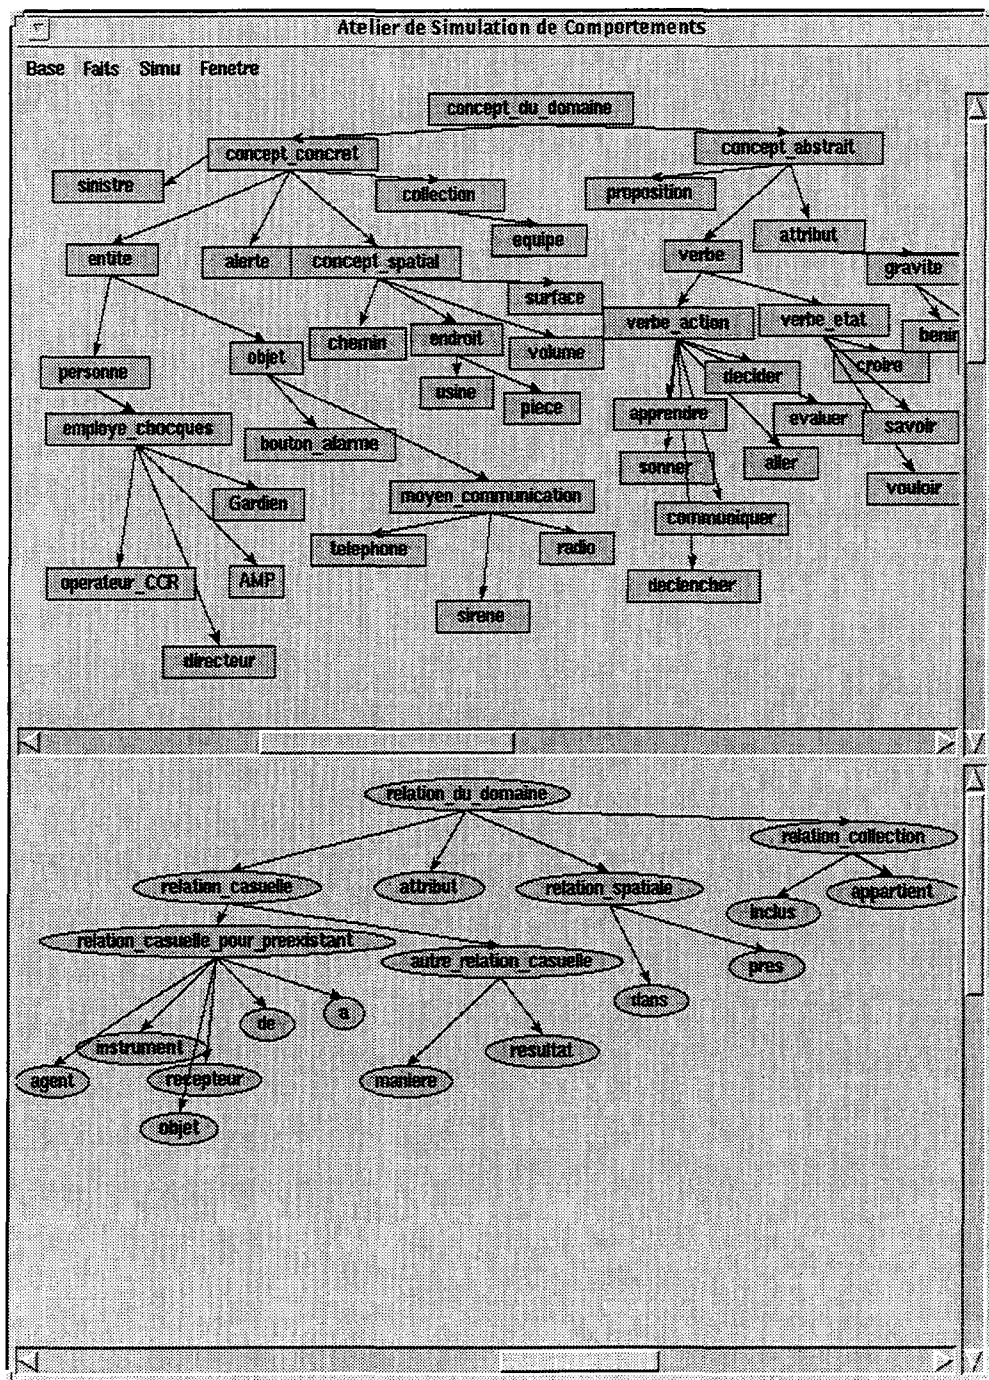 Atelier de Simulation de Comportements
Base Faits Simu Fenetre
concept_du_domaine
concept_concret
concept_abstrait
sinistre
collection
proposition
equipe
attribut
entite
alerte
concept_spatial
verbe
gravite
surface
chemin
endroit
volume
verbe_action
verbe_etat
benin
personne
objet
usine
piece
decider
croire
employe_chocques
bouton_alarme
apprendre
evaluer
savoir
sonner
aller
Gardien
moyen_communication
vouloir
communiquer
telephone
radio
operateur_CCR
AMP
declencher
sirene
directeur
relation_du_domaine
relation_collection
relation_casuelle
attribut
relation_spatiale
appartient
inclus
relation_casuelle_pour_preexistant
autre_relation_casuelle
pres
dans
de
a
instrument
resultat
agent
recepteur
maniere
objet